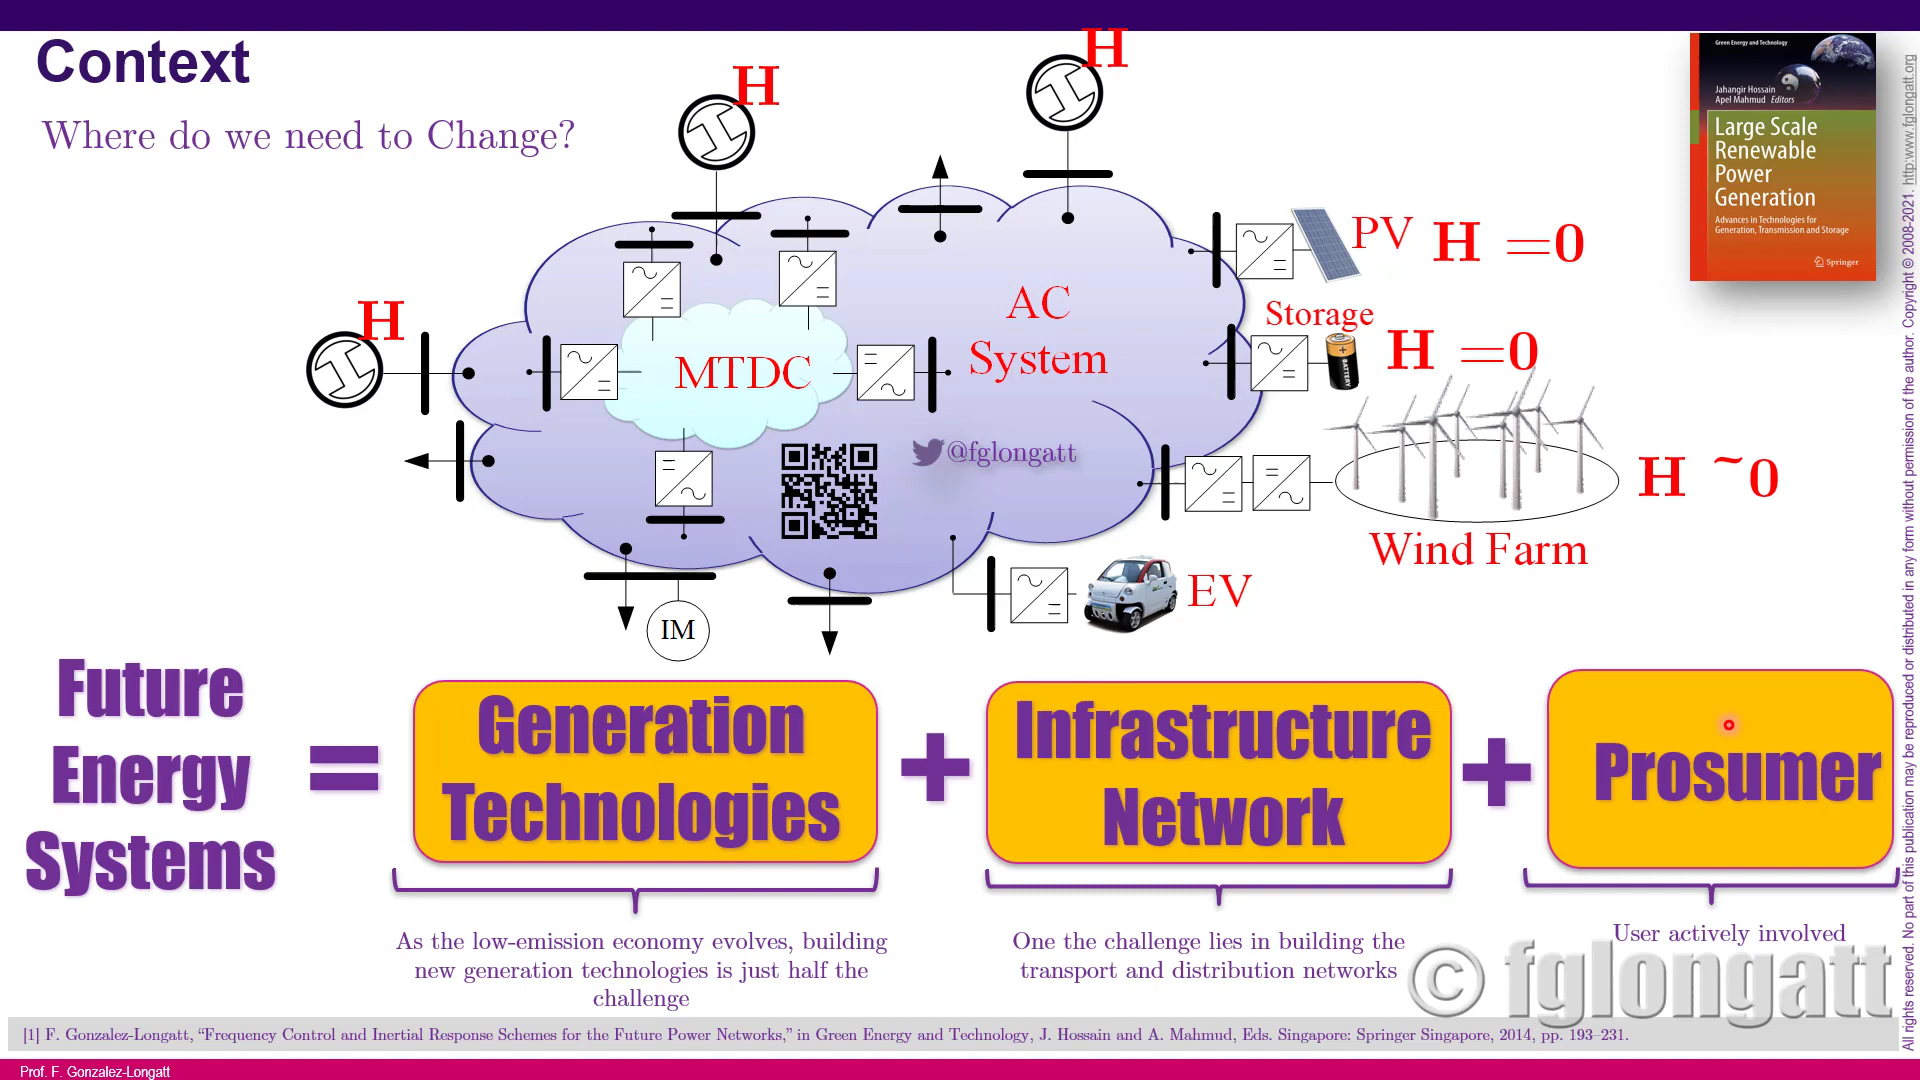 Context
Where do we need to Change?
H
H
H
PV H =0
Storage
H =0
AC
System
MTDC
@fglongatt
H ~0
Wind Farm
EV
IM
BATTERY
Green Energy and Technology
Jahangir Hossain
Apel Mahmud Editors
Large Scale
Renewable
Power
Generation
Advances in Technologies for
Generation, Transmission and Storage
Springer
Future
Energy
Systems
=
Generation
Technologies
+
Infrastructure
Network
+
Prosumer
As the low-emission economy evolves, building
new generation technologies is just half the
challenge
One the challenge lies in building the
transport and distribution networks
User actively involved
© fglongatt
[1] F. Gonzalez-Longatt, “Frequency Control and Inertial Response Schemes for the Future Power Networks,” in Green Energy and Technology, J. Hossain and A. Mahmud, Eds. Singapore: Springer Singapore, 2014, pp. 193–231.
Prof. F. Gonzalez-Longatt
All rights reserved. No part of this publication may be reproduced or distributed in any form without permission of the author. Copyright © 2008-2021. http:www.fglongatt.org